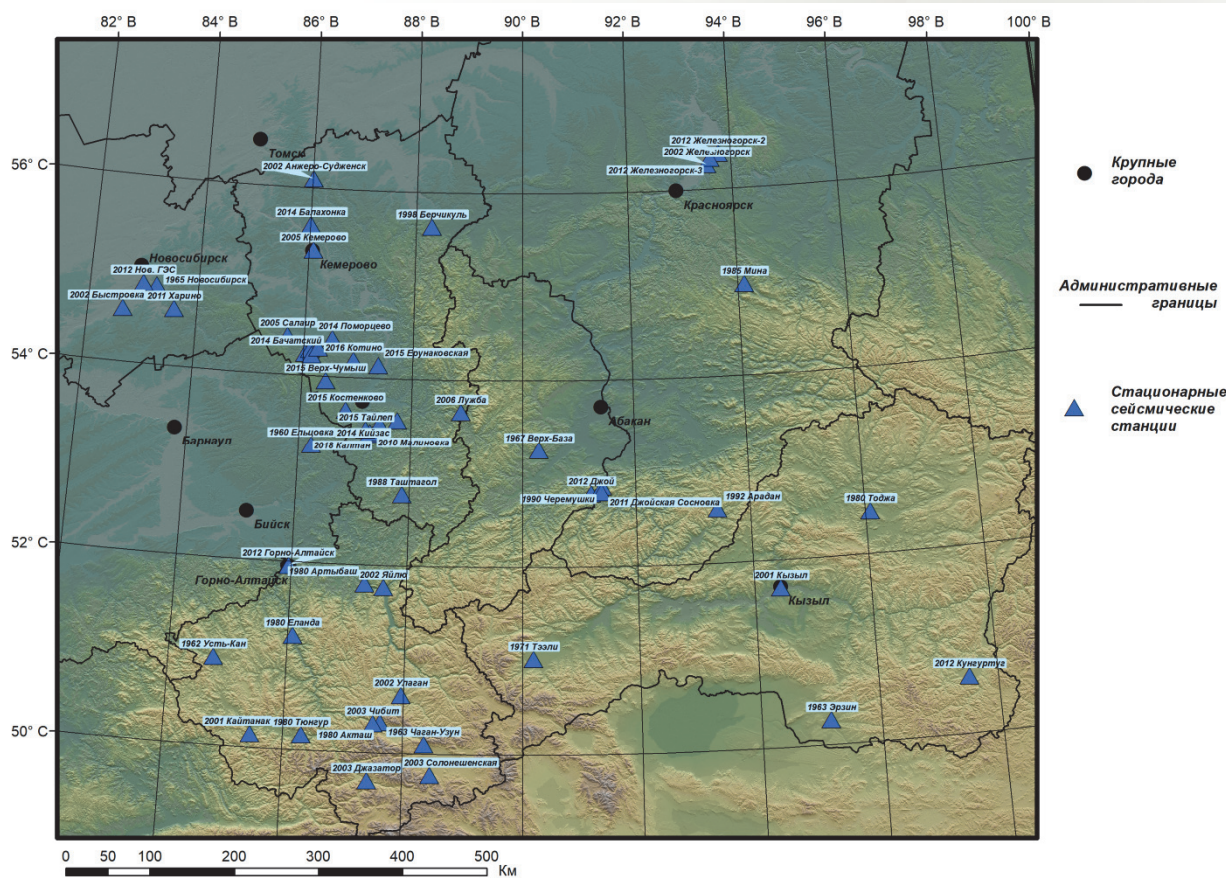 82° В 84° В 86° В 88° В 90° В 92° В 94° В 96° В 98° В 100° В
56° С
54° С
52° С
50° С
2012 Железногорск-2
2002 Железногорск
2012 Железногорск-3
Красноярск
Томск
2002 Анжеро-Судженск
2014 Балахонка
1998 Берчикуль
2005 Кемерово
Кемерово
Новосибирск
2012 Нов. ГЭС
1965 Новосибирск
2002 Быстровка
2011 Харино
1985 Мина
2005 Салаир
2014 Поморцево
2014 Бачатский
2016 Котино
2015 Ерунаковская
2015 Верх-Чумыш
2015 Костенково
2006 Лужба
2015 Тайлеп
1960 Ельцовка
2014 Кийзас
2016 Калтан
2010 Малиновка
Барнаул
Абакан
1967 Верх-База
1988 Таштагол
2012 Джой
1990 Черемушки
2011 Джойская Сосновка
1992 Арадан
1980 Тоджа
Бийск
2012 Горно-Алтайск
Горно-Алтайск
1980 Артыбаш
2002 Яйлю
2001 Кызыл
Кызыл
1980 Еланда
1962 Усть-Кан
1971 Тээли
2012 Кунгуртуг
2002 Улаган
2003 Чибит
2001 Кайтанак
1980 Тюнгур
1980 Акташ
1963 Чаган-Узун
1963 Эрзин
2003 Джазатор
2003 Солонешенская
Крупные
города
Административные
границы
Стационарные
сейсмические
станции
0 50 100 200 300 400 500
Км